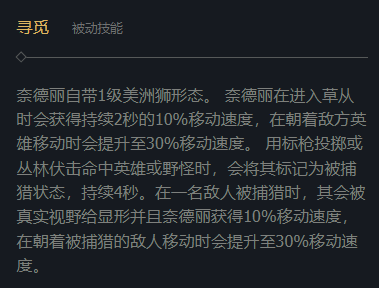 寻觅 被动技能
奈德丽自带1级美洲狮形态。 奈德丽在进入草丛
时会获得持续2秒的10%移动速度，在朝着敌方英
雄移动时会提升至30%移动速度。 用标枪投掷或
丛林伏击命中英雄或野怪时，会将其标记为被捕
猎状态，持续4秒。在一名敌人被捕猎时，其会被
真实视野给显形并且奈德丽获得10%移动速度，
在朝着被捕猎的敌人移动时会提升至30%移动速
度。